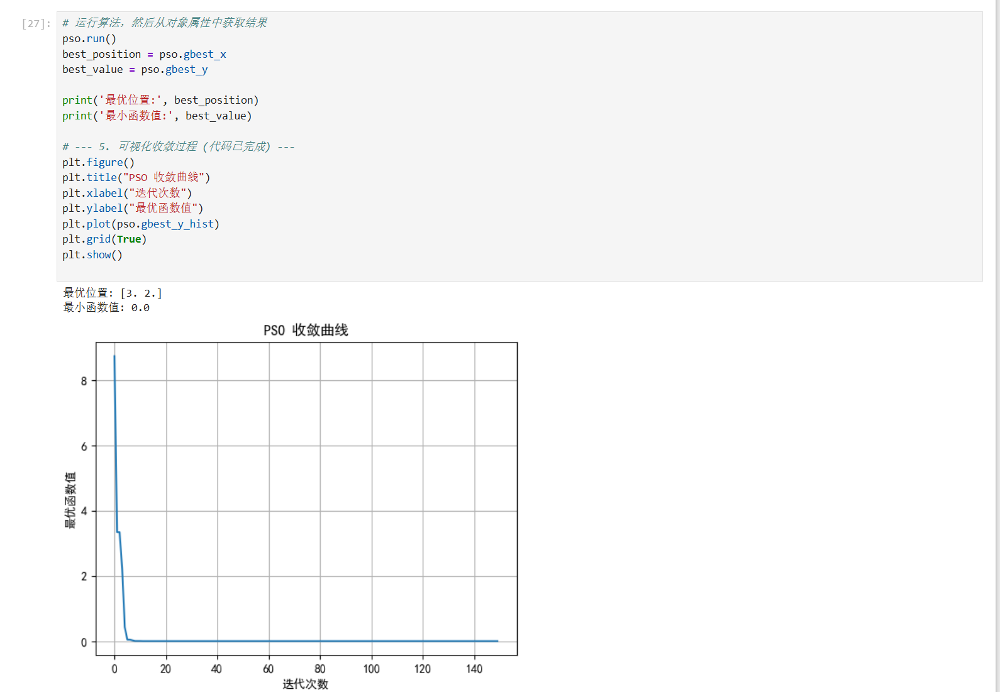 [27]: # 运行算法，然后从对象属性中获取结果
pso.run()
best_position = pso.gbest_x
best_value = pso.gbest_y
print('最优位置:', best_position)
print('最小函数值:', best_value)
# --- 5. 可视化收敛过程 (代码已完成) ---
plt.figure()
plt.title("PSO 收敛曲线")
plt.xlabel("迭代次数")
plt.ylabel("最优函数值")
plt.plot(pso.gbest_y_hist)
plt.grid(True)
plt.show()
最优位置: [3. 2.]
最小函数值: 0.0
PSO 收敛曲线
最优函数值
8
6
4
2
0
0 20 40 60 80 100 120 140
迭代次数